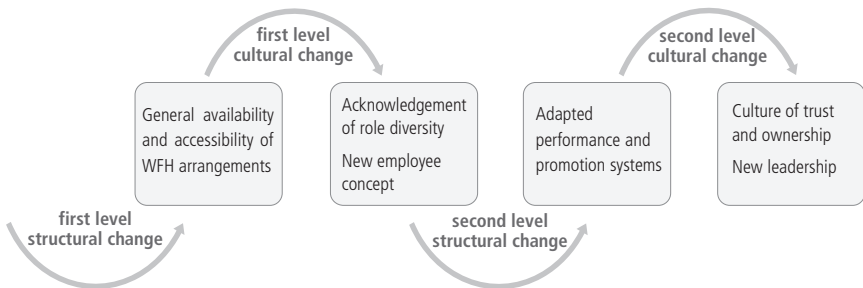 first level
cultural change
second level
cultural change
General availability
and accessibility of
WFH arrangements
Acknowledgement
of role diversity
New employee
concept
Adapted
performance and
promotion systems
Culture of trust
and ownership
New leadership
first level
structural change
second level
structural change